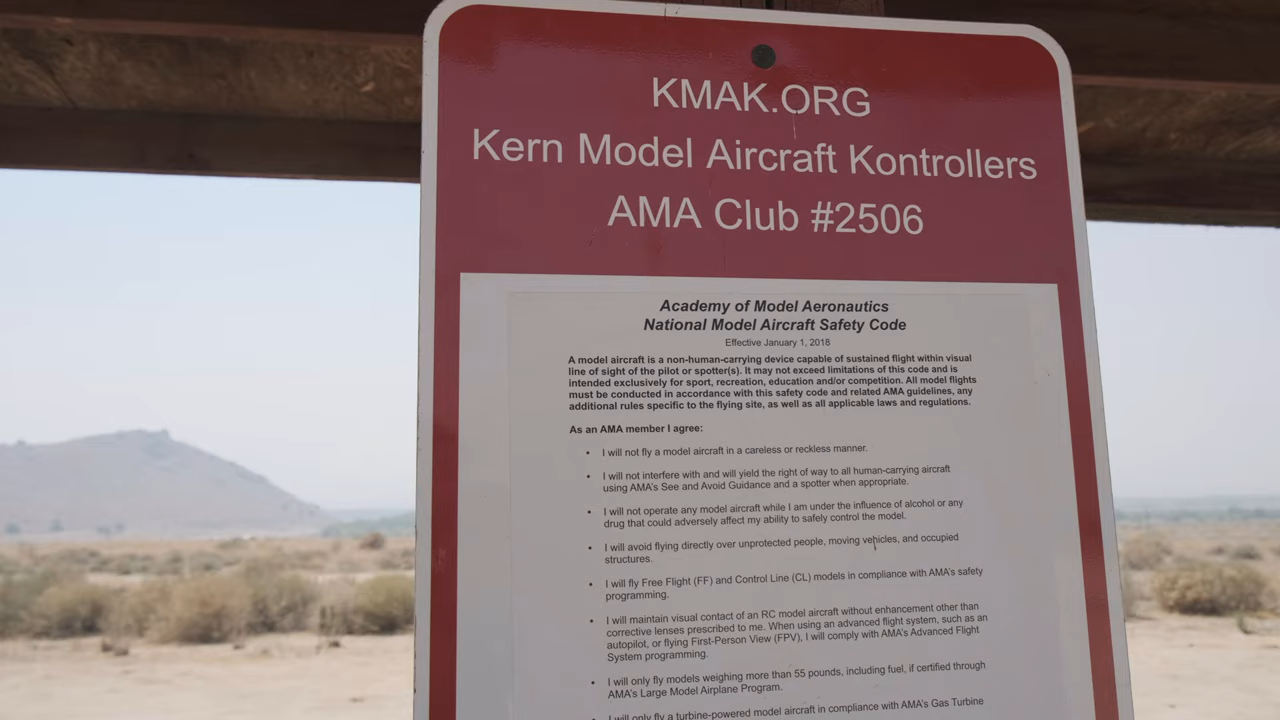 KMAK.ORG
Kern Model Aircraft Kontrollers
AMA Club #2506
Academy of Model Aeronautics
National Model Aircraft Safety Code
Effective January 1, 2018
A model aircraft is a non-human-carrying device capable of sustained flight within visual
line of sight of the pilot or spotter(s). It may not exceed limitations of this code and is
intended exclusively for sport, recreation, education and/or competition. All model flights
must be conducted in accordance with this safety code and related AMA guidelines, any
additional rules specific to the flying site, as well as all applicable laws and regulations.
As an AMA member I agree:
• I will not fly a model aircraft in a careless or reckless manner.
• I will not interfere with and will yield the right of way to all human-carrying aircraft
using AMA's See and Avoid Guidance and a spotter when appropriate.
• I will not operate any model aircraft while I am under the influence of alcohol or any
drug that could adversely affect my ability to safely control the model.
• I will avoid flying directly over unprotected people, moving vehicles, and occupied
structures.
• I will fly Free Flight (FF) and Control Line (CL) models in compliance with AMA's safety
programming.
• I will maintain visual contact of an RC model aircraft without enhancement other than
corrective lenses prescribed to me. When using an advanced flight system, such as an
autopilot, or flying First-Person View (FPV), I will comply with AMA's Advanced Flight
System programming.
• I will only fly models weighing more than 55 pounds, including fuel, if certified through
AMA's Large Model Airplane Program.
• I will only fly a turbine-powered model aircraft in compliance with AMA's Gas Turbine